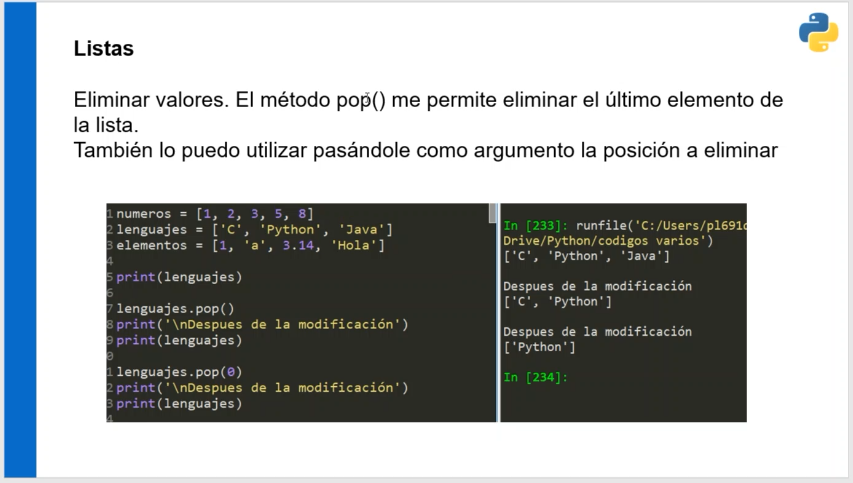 Listas
Eliminar valores. El método pop() me permite eliminar el último elemento de
la lista.
También lo puedo utilizar pasándole como argumento la posición a eliminar
1 numeros = [1, 2, 3, 5, 8]
2 lenguajes = ['C', 'Python', 'Java']
3 elementos = [1, 'a', 3.14, 'Hola']
4
5 print(lenguajes)
6
7 lenguajes.pop()
8 print('\nDespues de la modificación')
9 print(lenguajes)
0
1 lenguajes.pop(0)
2 print('\nDespues de la modificación')
3 print(lenguajes)
In [233]: runfile('C:/Users/pl691
Drive/Python/codigos varios')
['C', 'Python', 'Java']
Despues de la modificación
['C', 'Python']
Despues de la modificación
['Python']
In [234]: